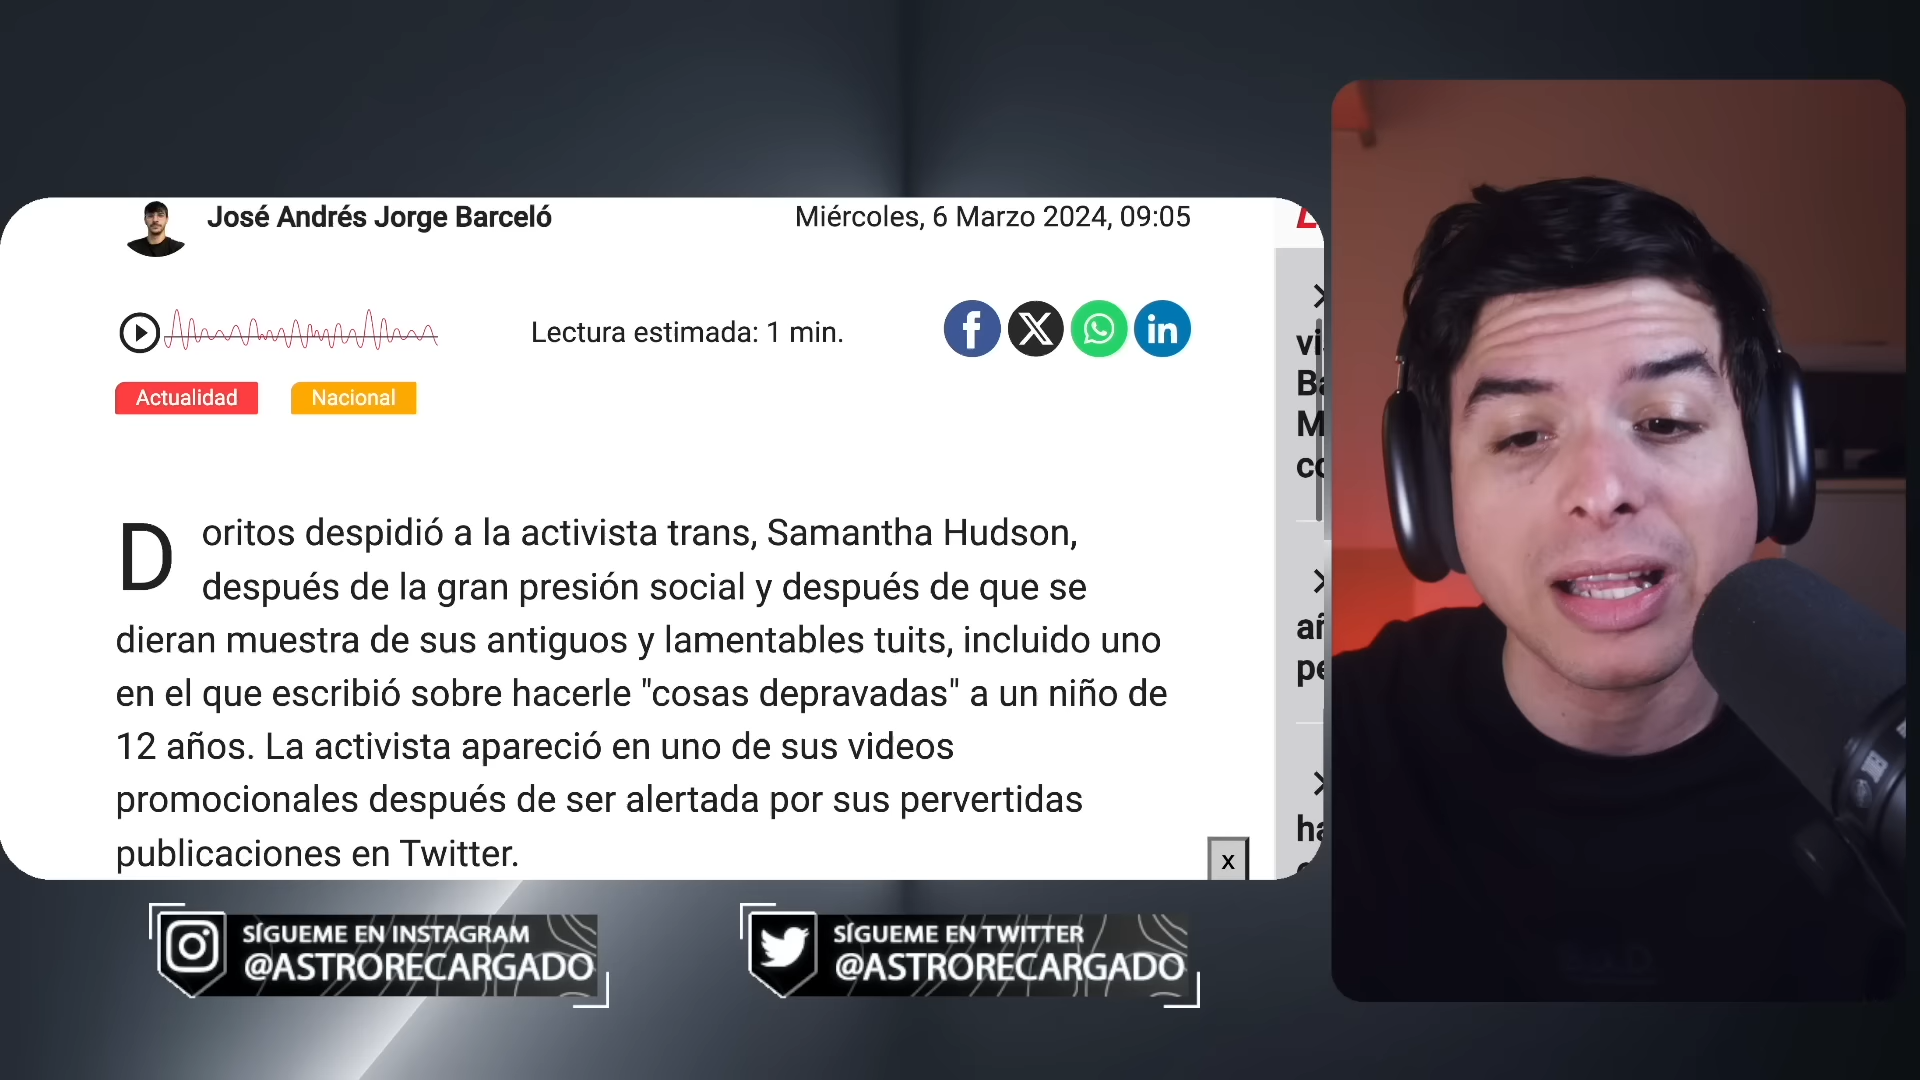 José Andrés Jorge Barceló
Miércoles, 6 Marzo 2024, 09:05
Lectura estimada: 1 min.
Actualidad
Nacional
Doritos despidió a la activista trans, Samantha Hudson,
después de la gran presión social y después de que se
dieran muestra de sus antiguos y lamentables tuits, incluido uno
en el que escribió sobre hacerle "cosas depravadas" a un niño de
12 años. La activista apareció en uno de sus videos
promocionales después de ser alertada por sus pervertidas
publicaciones en Twitter.
x
SÍGUEME EN INSTAGRAM
@ASTRORECARGADO
SÍGUEME EN TWITTER
@ASTRORECARGADO